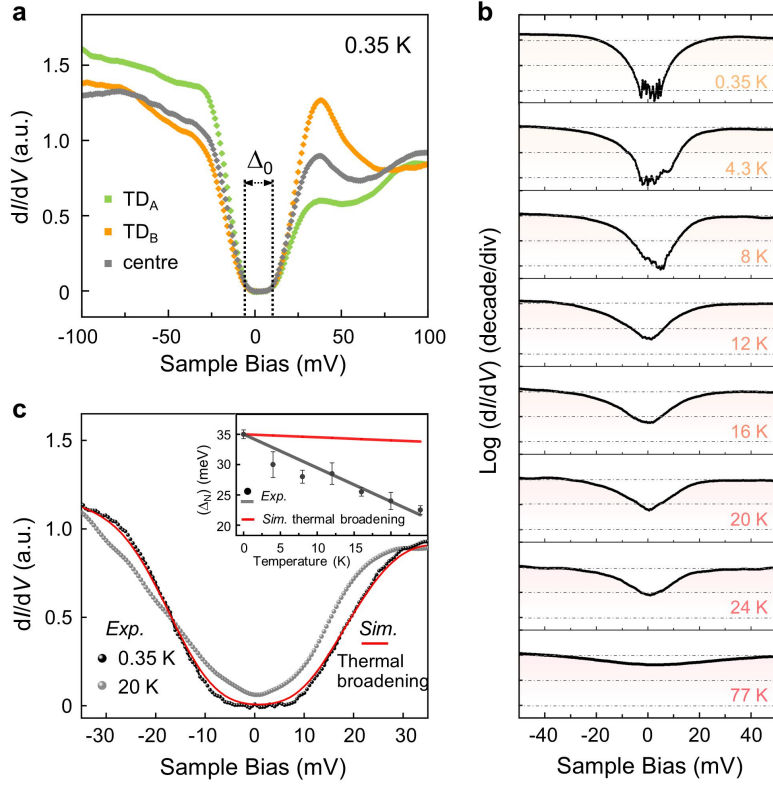 a
0.35 K
dI/dV (a.u.)
1.5
1.0
0.5
0
Δ0
TDA
TDB
centre
-100
-50
0
50
100
Sample Bias (mV)
b
Log (dI/dV) (decade/div)
0.35 K
4.3 K
8 K
12 K
16 K
20 K
24 K
77 K
-40
-20
0
20
40
Sample Bias (mV)
c
dI/dV (a.u.)
1.5
1.0
0.5
0
(ΔN) (meV)
35
30
25
20
Exp.
Sim. thermal broadening
0
5
10
15
20
Temperature (K)
Exp.
0.35 K
20 K
Sim.
Thermal
broadening
-30
-20
-10
0
10
20
30
Sample Bias (mV)